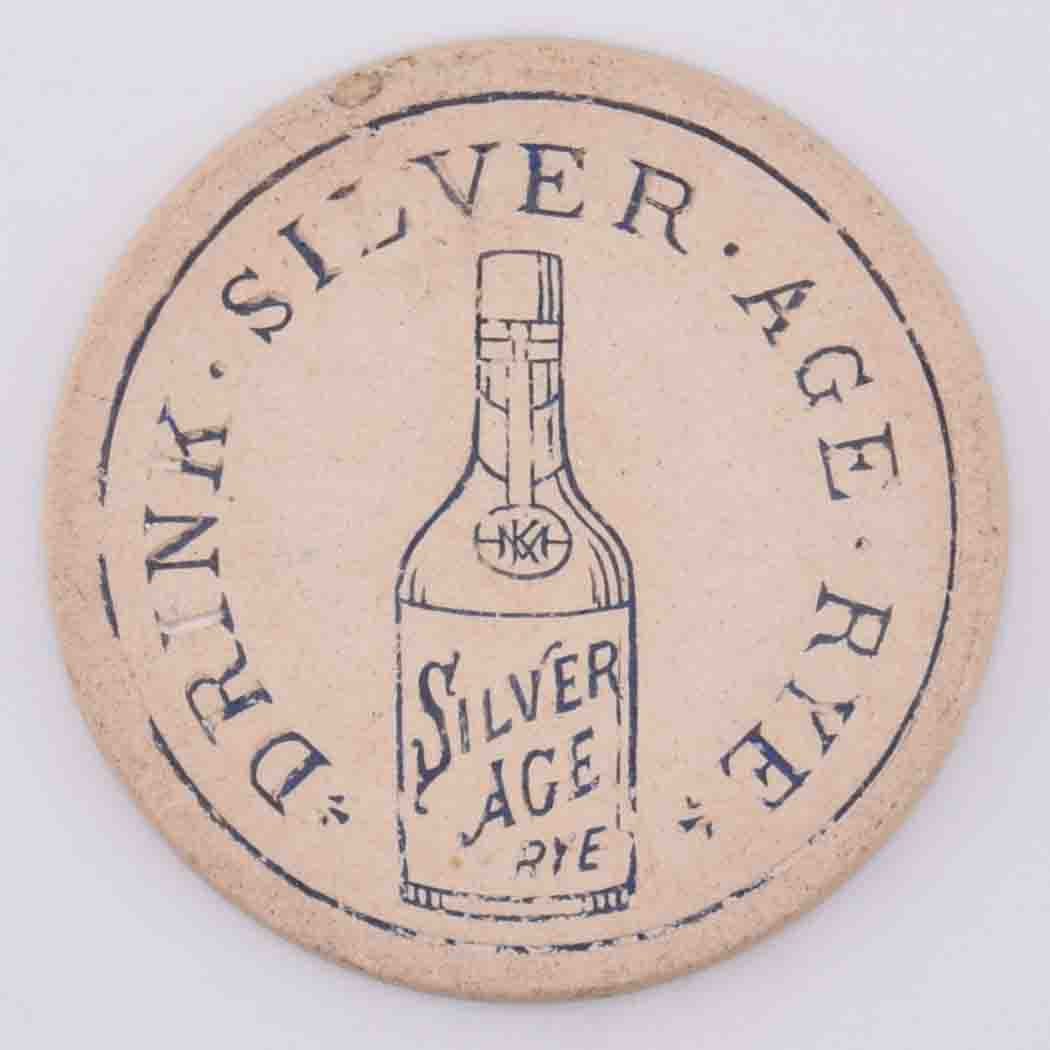 DRINK · SILVER · AGE · RYE
SILVER
AGE
RYE